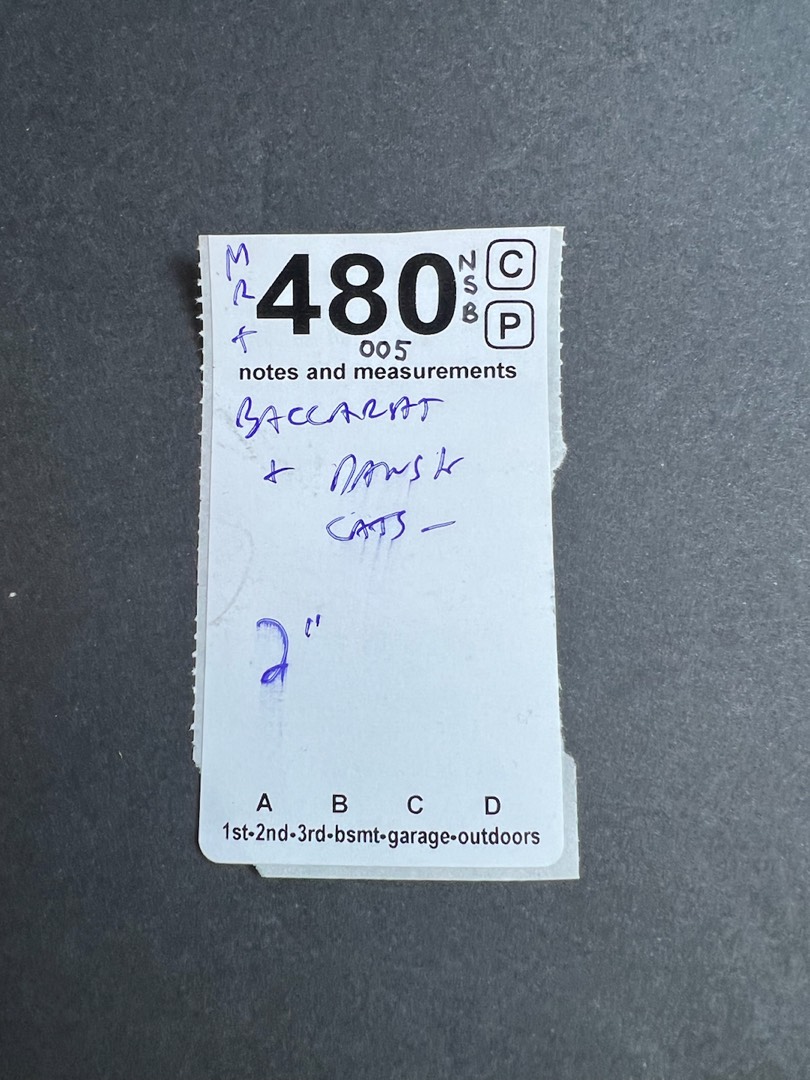 M
R
+
480
N
S
B
C
P
005
notes and measurements
BACCARAT
+ DANSK
CATS –
2"
A B C D
1st•2nd•3rd•bsmt•garage•outdoors